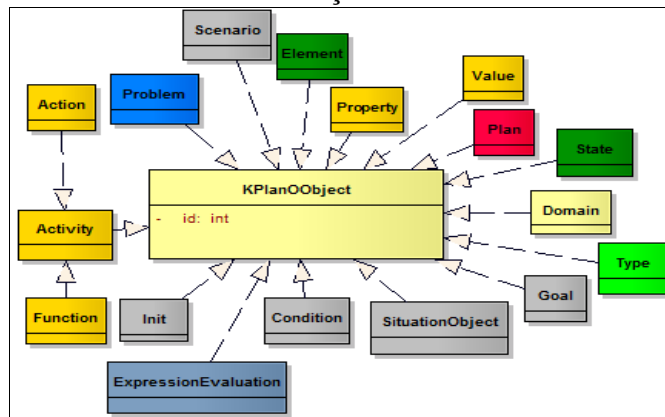 Scenario
Element
Value
Action
Problem
Property
Plan
State
KPlanOObject
- id: int
Domain
Activity
Type
Goal
Function
Init
Condition
SituationObject
ExpressionEvaluation